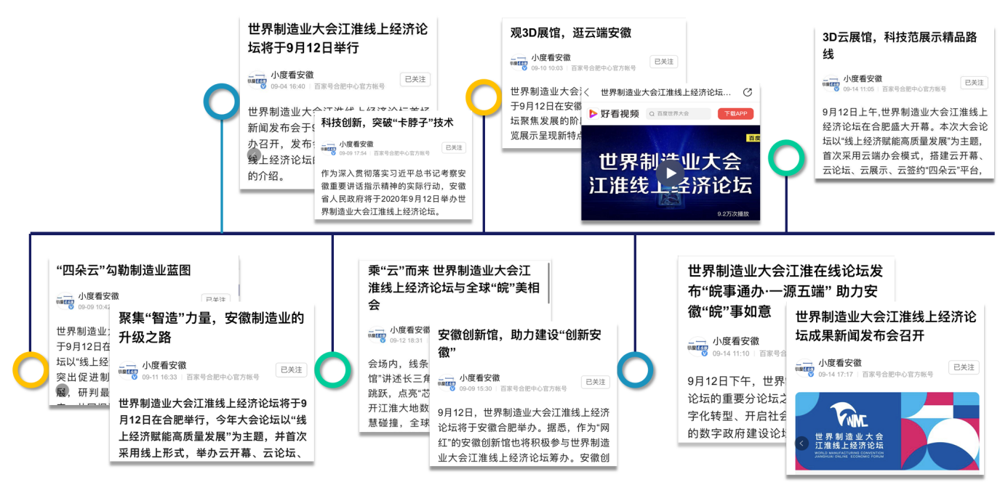 世界制造业大会江淮线上经济论
坛将于9月12日举行
小度看安徽
09-04 16:40 百家号合肥中心官方帐号
已关注
世界制造业大会江淮线上经济论坛首场
新闻发布会于9
办召开，发布会
线上经济论坛的
的介绍。
科技创新，突破“卡脖子”技术
小度看安徽
09-09 17:54 百家号合肥中心官方帐号
已关注
作为深入贯彻落实习近平总书记考察安
徽重要讲话指示精神的实际行动，安徽
省人民政府将于2020年9月12日举办世
界制造业大会江淮线上经济论坛。
观3D展馆，逛云端安徽
小度看安徽
09-10 10:03 百家号合肥中心官方帐号
已关注
世界制造业大会江
于9月12日在安徽
坛聚焦发展的阶
览展示呈现新特点
世界制造业大会江淮线上经济论坛...
好看视频
百度世界大会
下载APP
百度
世界制造业大会
江淮线上经济论坛
9.2万次播放
3D云展馆，科技范展示精品路
线
小度看安徽
09-14 11:05 百家号合肥中心官方帐号
已关注
9月12日上午,世界制造业大会江淮线上
经济论坛在合肥盛大开幕。本次大会论
坛以“线上经济赋能高质量发展”为主题，
首次采用云端办会模式，搭建云开幕、
云论坛、云展示、云签约“四朵云”平台，
“四朵云”勾勒制造业蓝图
小度看安徽
09-09 10:42
已关注
世界制造业
于9月12日在
坛以“线上经
突出促进制
展，研判最
聚集“智造”力量，安徽制造业的
升级之路
小度看安徽
09-11 16:33 百家号合肥中心官方帐号
已关注
世界制造业大会江淮线上经济论坛将于9
月12日在合肥举行，今年大会论坛以“线
上经济赋能高质量发展”为主题，并首次
采用线上形式，举办云开幕、云论坛、
乘“云”而来 世界制造业大会江
淮线上经济论坛与全球“皖”美相
会
小度看安徽
09-12 18:31
会场内，线条
馆”讲述长三角
跳跃，点亮“芯
开江淮大地数
慧碰撞，全球
安徽创新馆，助力建设“创新安
徽”
小度看安徽
09-09 15:30 百家号合肥中心官方帐号
已关注
9月12日，世界制造业大会江淮线上经济
论坛将于安徽合肥举办。据悉，作为“网
红”的安徽创新馆也将积极参与世界制造
业大会江淮线上经济论坛筹办。安徽创
世界制造业大会江淮在线论坛发
布“皖事通办·一源五端” 助力安
徽“皖”事如意
小度看安徽
09-14 11:10 百家号合
9月12日下午，世界
论坛的重要分论坛之
字化转型、开启社会
的数字政府建设论坛
世界制造业大会江淮线上经济论
坛成果新闻发布会召开
小度看安徽
09-14 17:17 百家号合肥中心官方帐号
已关注
WMC
世界制造业大会
江淮线上经济论坛
WORLD MANUFACTURING CONVENTION
JIANGHUAI ONLINE ECONOMIC FORUM